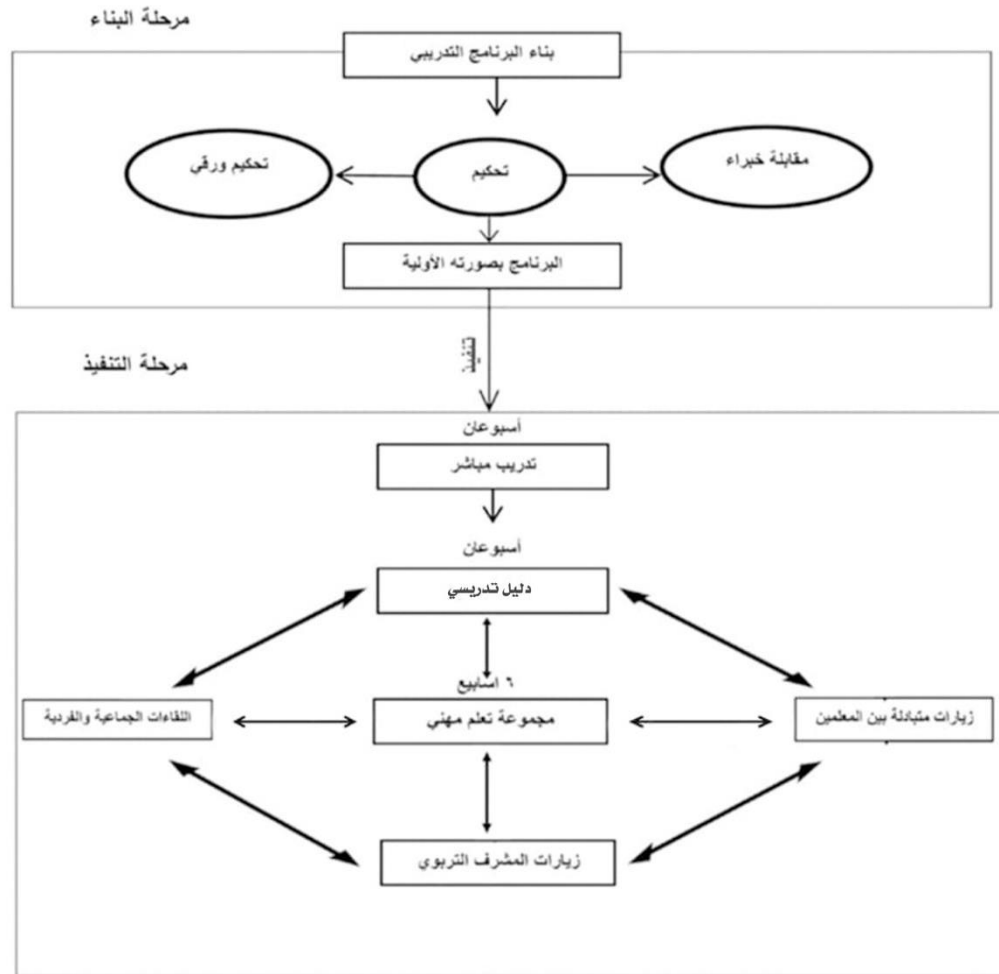 مرحلة البناء
بناء البرنامج التدريبي
مقابلة خبراء
تحكيم
تحكيم ورقي
البرنامج بصورته الأولية
تنفيذ
مرحلة التنفيذ
أسبوعان
تدريب مباشر
أسبوعان
دليل تدريسي
٦ اسابيع
زيارات متبادلة بين المعلمين
مجموعة تعلم مهني
اللقاءات الجماعية والفردية
زيارات المشرف التربوي